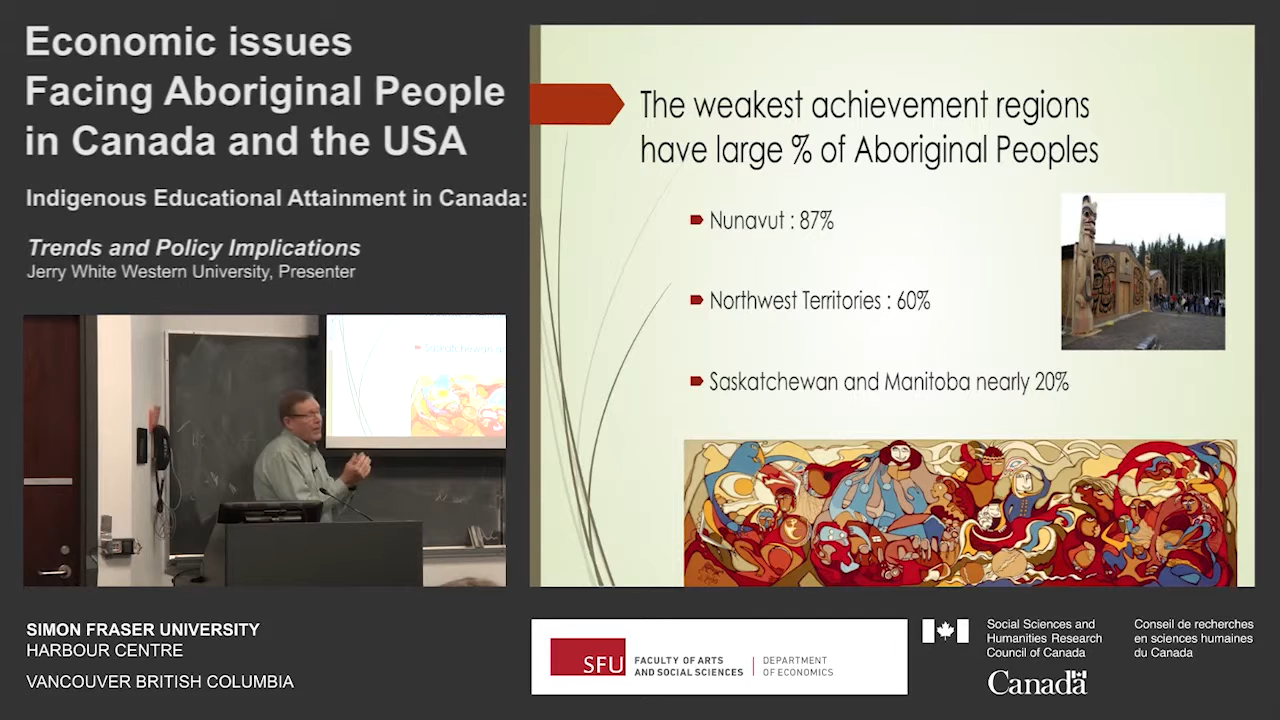 Economic issues
Facing Aboriginal People
in Canada and the USA
Indigenous Educational Attainment in Canada:
Trends and Policy Implications
Jerry White Western University, Presenter
The weakest achievement regions
have large % of Aboriginal Peoples
Nunavut : 87%
Northwest Territories : 60%
Saskatchewan and Manitoba nearly 20%
Saskatchewan
SIMON FRASER UNIVERSITY
HARBOUR CENTRE
VANCOUVER BRITISH COLUMBIA
SFU
FACULTY OF ARTS
AND SOCIAL SCIENCES
DEPARTMENT
OF ECONOMICS
Social Sciences and
Humanities Research
Council of Canada
Conseil de recherches
en sciences humaines
du Canada
Canada